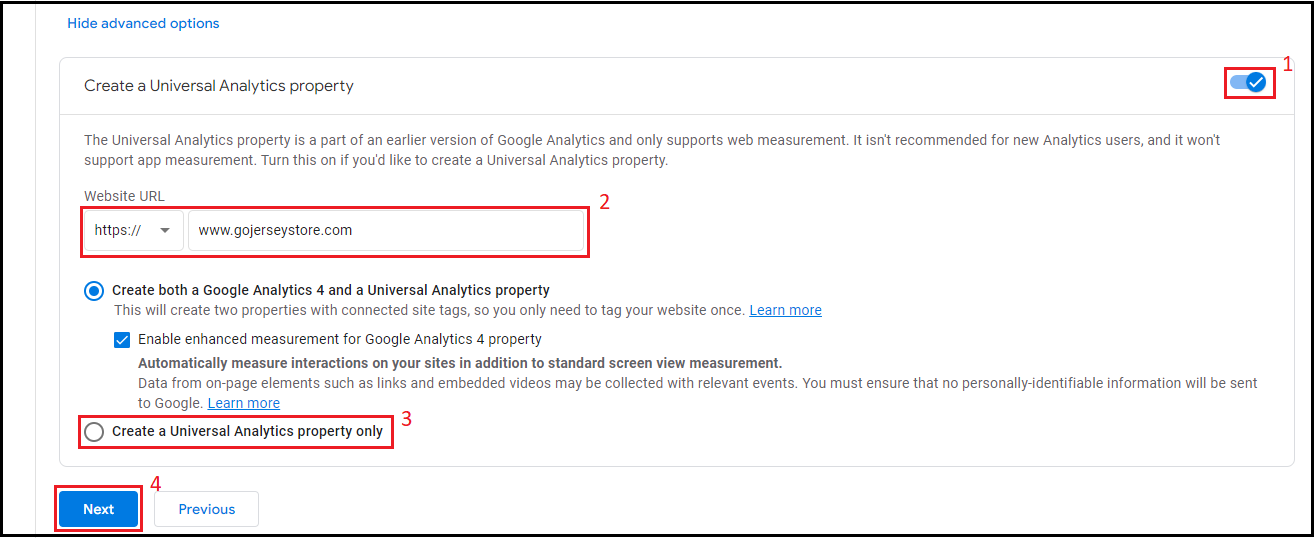 Hide advanced options
1
Create a Universal Analytics property
The Universal Analytics property is a part of an earlier version of Google Analytics and only supports web measurement. It isn't recommended for new Analytics users, and it won't
support app measurement. Turn this on if you'd like to create a Universal Analytics property.
Website URL
2
https:// www.gojerseystore.com
Create both a Google Analytics 4 and a Universal Analytics property
This will create two properties with connected site tags, so you only need to tag your website once. Learn more
Enable enhanced measurement for Google Analytics 4 property
Automatically measure interactions on your sites in addition to standard screen view measurement.
Data from on-page elements such as links and embedded videos may be collected with relevant events. You must ensure that no personally-identifiable information will be sent
to Google. Learn more
3
Create a Universal Analytics property only
4
Next Previous